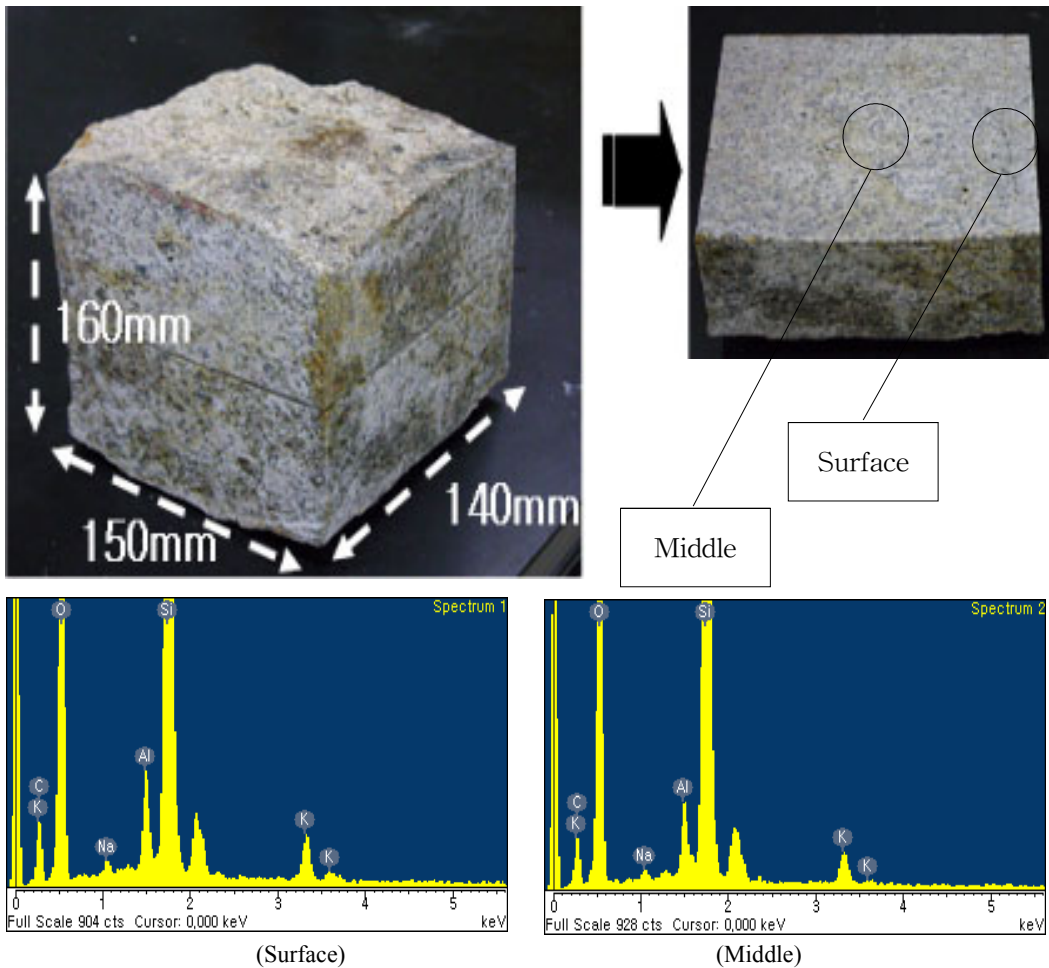 160mm
150mm
140mm
Surface
Middle
Spectrum 1
O
Si
Al
C
K
Na
K
K
0 1 2 3 4 5
Full Scale 904 cts Cursor: 0,000 keV
keV
(Surface)
Spectrum 2
O
Si
Al
C
K
Na
K
K
0 1 2 3 4 5
Full Scale 928 cts Cursor: 0,000 keV
keV
(Middle)